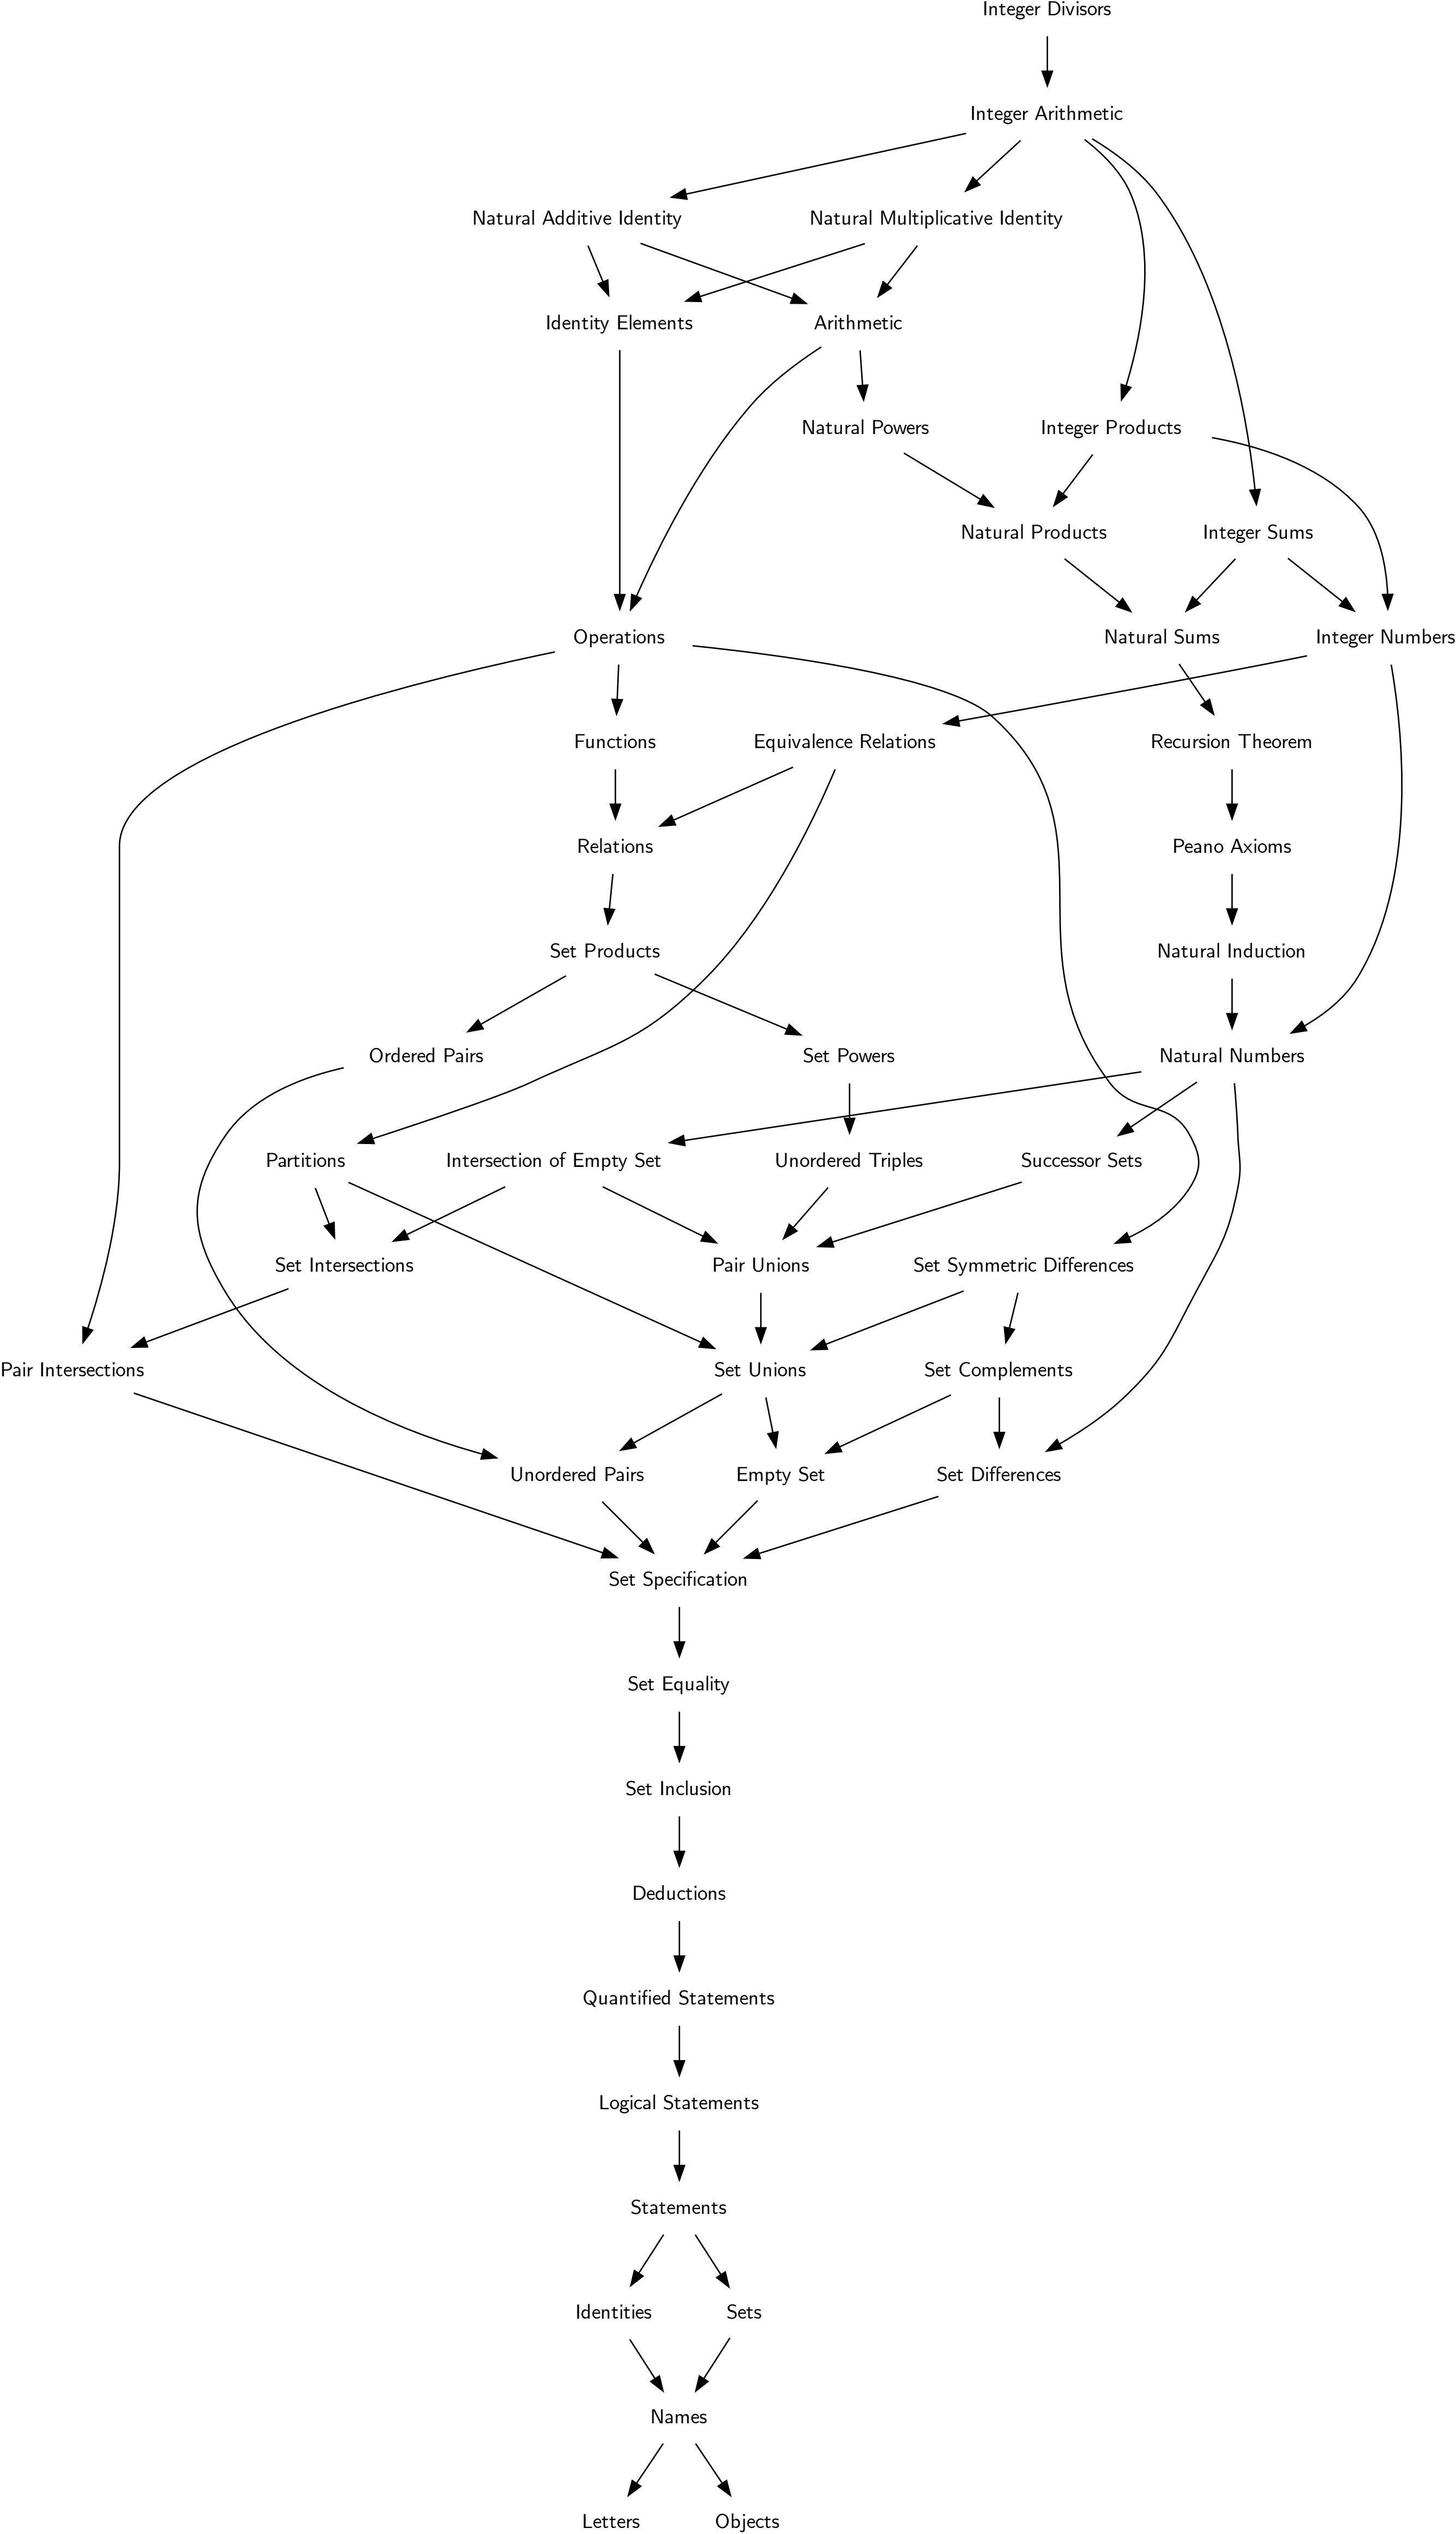 Integer Divisors
Integer Arithmetic
Natural Additive Identity
Natural Multiplicative Identity
Identity Elements
Arithmetic
Natural Powers
Integer Products
Natural Products
Integer Sums
Operations
Natural Sums
Integer Numbers
Functions
Equivalence Relations
Recursion Theorem
Relations
Peano Axioms
Set Products
Natural Induction
Ordered Pairs
Set Powers
Natural Numbers
Partitions
Intersection of Empty Set
Unordered Triples
Successor Sets
Set Intersections
Pair Unions
Set Symmetric Differences
Pair Intersections
Set Unions
Set Complements
Unordered Pairs
Empty Set
Set Differences
Set Specification
Set Equality
Set Inclusion
Deductions
Quantified Statements
Logical Statements
Statements
Identities
Sets
Names
Letters
Objects